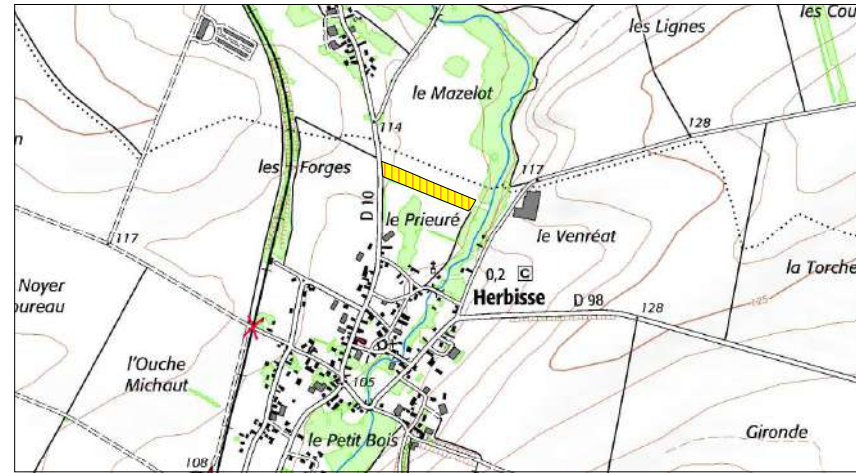 les Cou
les Lignes
le Mazelot
114
128
n
les Forges
117
D 10
le Prieuré
le Venréat
117
la Torche
Noyer
oureau
0,2 C
Herbisse
D 98
128
125
l'Ouche
Michaut
105
le Petit Bois
Gironde
108